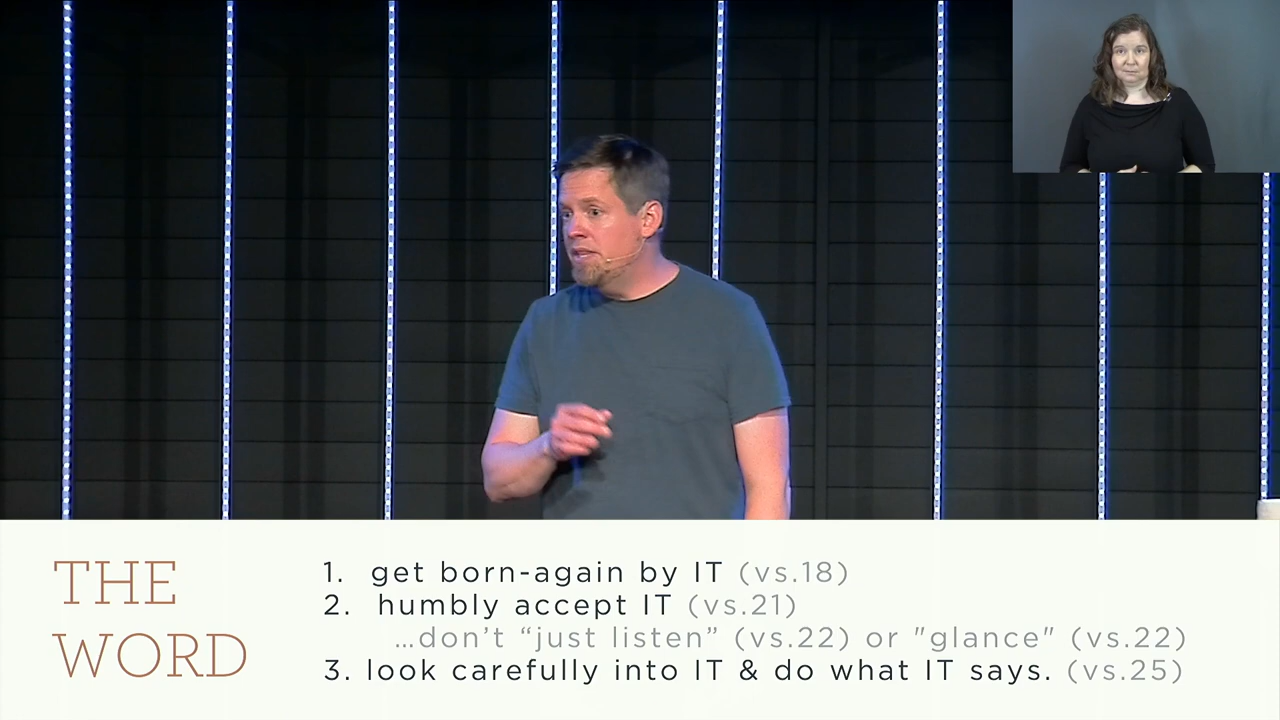 THE
WORD
1. get born-again by IT (vs.18)
2. humbly accept IT (vs.21)
...don’t “just listen” (vs.22) or "glance" (vs.22)
3. look carefully into IT & do what IT says. (vs.25)